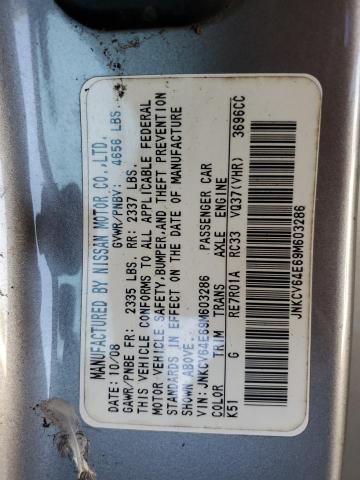 MANUFACTURED BY NISSAN MOTOR CO.,LTD.
DATE: 10/08 GVWR/PNBV: 4656 LBS.
GAWR/PNBE FR: 2335 LBS. RR: 2337 LBS.
THIS VEHICLE CONFORMS TO ALL APPLICABLE FEDERAL
MOTOR VEHICLE SAFETY,BUMPER,AND THEFT PREVENTION
STANDARDS IN EFFECT ON THE DATE OF MANUFACTURE
SHOWN ABOVE.
VIN: JNKCV64E69M603286 PASSENGER CAR
COLOR TRIM TRANS AXLE ENGINE
K51 G RE7R01A RC33 VQ37(VHR) 3696CC
JNKCV64E69M603286